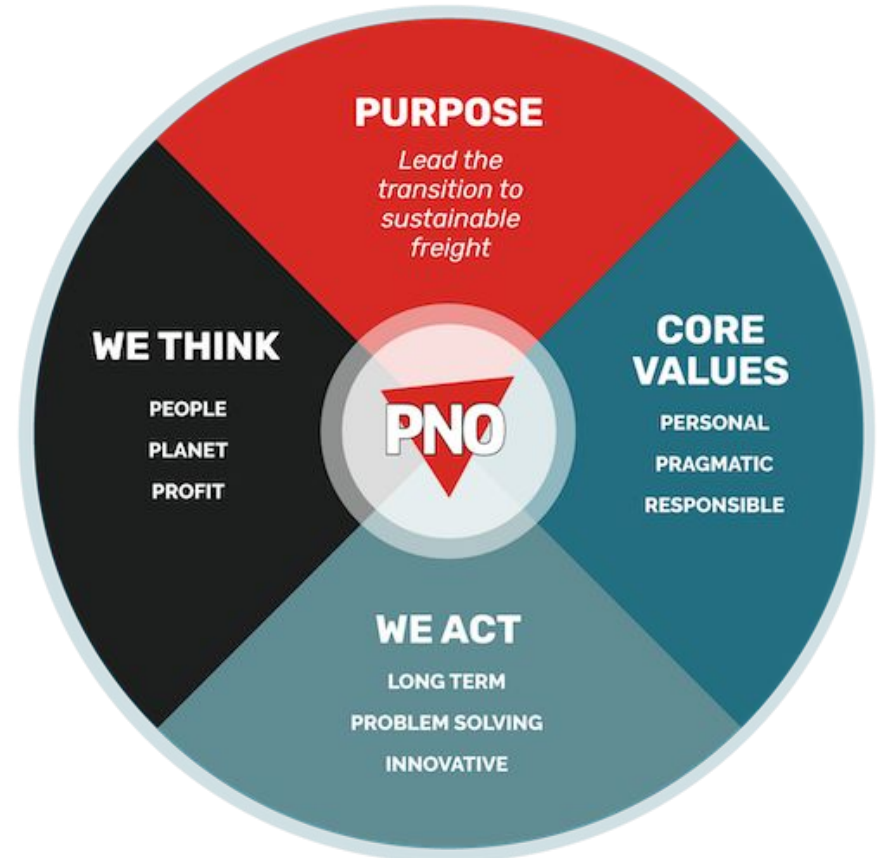 PURPOSE
Lead the
transition to
sustainable
freight
WE THINK
PEOPLE
PLANET
PROFIT
PNO
CORE
VALUES
PERSONAL
PRAGMATIC
RESPONSIBLE
WE ACT
LONG TERM
PROBLEM SOLVING
INNOVATIVE